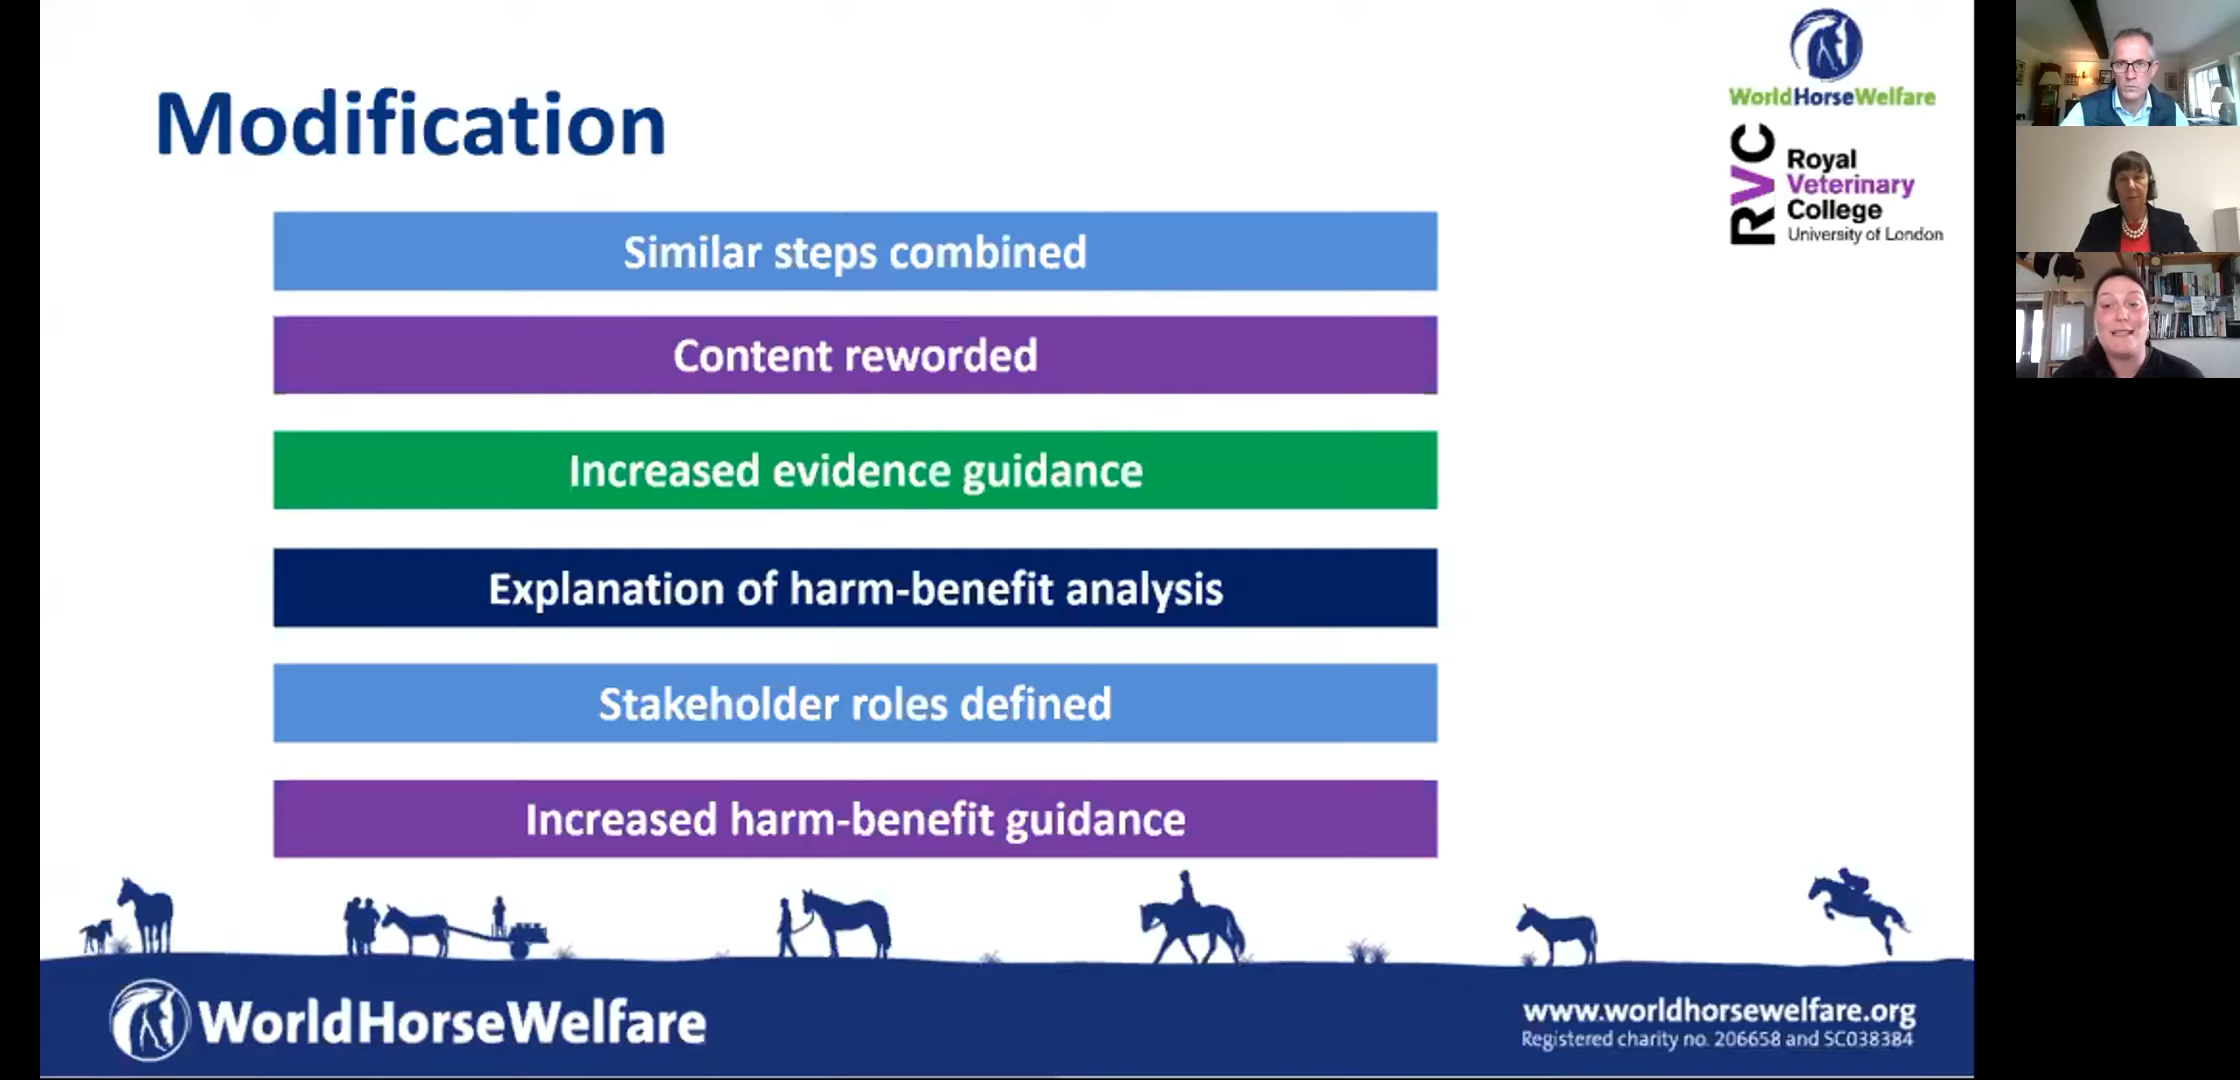 Modification
WorldHorseWelfare
RVC
Royal
Veterinary
College
University of London
Similar steps combined
Content reworded
Increased evidence guidance
Explanation of harm-benefit analysis
Stakeholder roles defined
Increased harm-benefit guidance
WorldHorseWelfare
www.worldhorsewelfare.org
Registered charity no. 206658 and SC038384